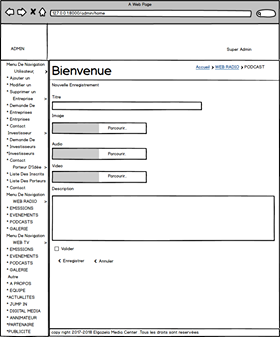 A Web Page
127.0.0.1:8000/admin/home
ADMIN
Super Admin
Menu De Navigation
Utilisateur >
* Ajouter un
* Modifier un
* Supprimer un
Entreprise >
* Demande De
* Entreprises
* Entrprises
* Contact
Investisseur >
* Demande De
*Investisseurs
*Investisseurs
* Contact
Porteur D'Idée >
* Liste Des Inscrits
* Liste Des Porteurs
* Contact
Menu De Navigation
WEB RADIO >
* EMISSIONS
* EVENEMENTS
* PODCASTS
* GALERIE
Menu De Navigation
WEB TV >
* EMISSIONS
* EVENEMENTS
* PODCASTS
* GALERIE
Autre
* A PROPOS
* EQUIPE
*ACTUALITES
* JUMP IN
* DIGITAL MEDIA
* ANIMATEUR
*PARTENAIRE
*PUBLICITE
Bienvenue
Accueil > WEB RADIO > PODCAST
Nouvelle Enregistrement
Titre
Image
Parcourir..
Audio
Parcourir..
Video
Parcourir..
Description
Valider
< Enregistrer < Annuler
copy right 2017-2018 Elgazala Media Center. Tous les droits sont reservées.